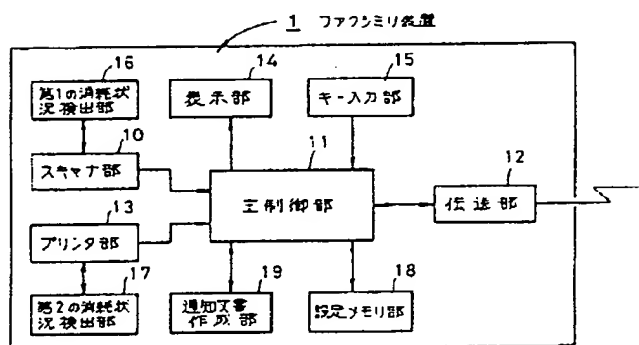 1 ファクシミリ装置
16
第1の消耗状
況検出部
14
表示部
15
キー入力部
10
スキャナ部
11
主制御部
12
伝送部
13
プリンタ部
17
第2の消耗状
況検出部
19
通知文書
作成部
18
設定メモリ部